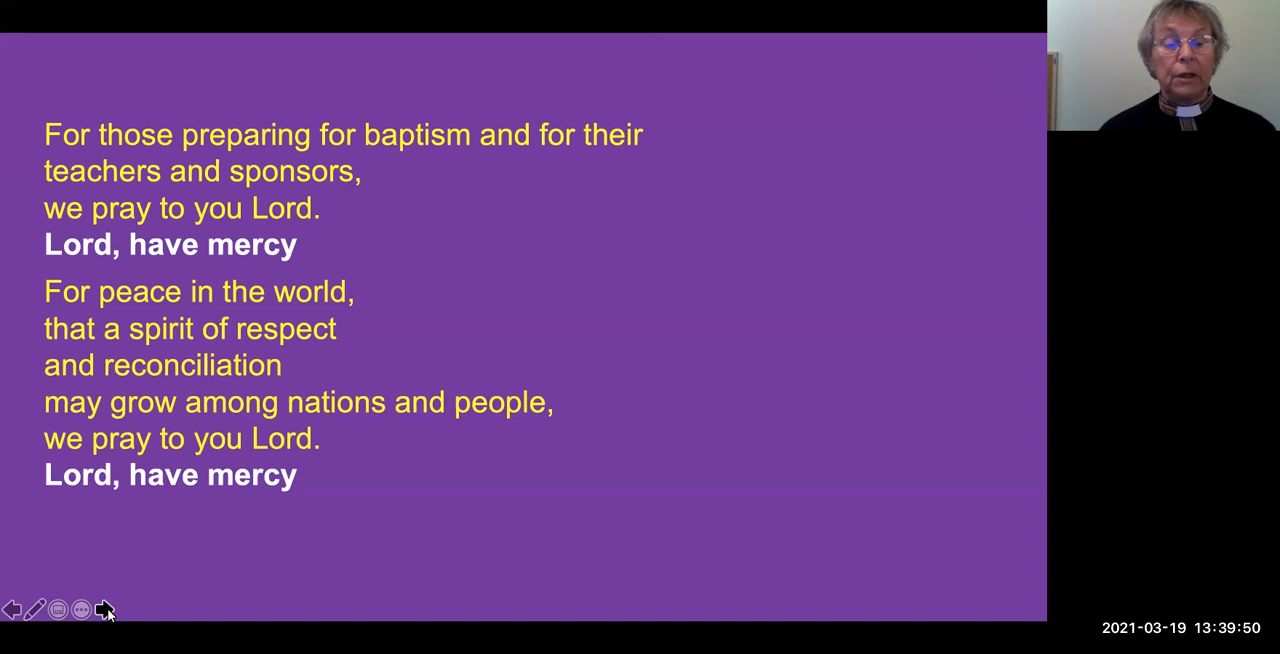 For those preparing for baptism and for their
teachers and sponsors,
we pray to you Lord.
Lord, have mercy
For peace in the world,
that a spirit of respect
and reconciliation
may grow among nations and people,
we pray to you Lord.
Lord, have mercy
2021-03-19 13:39:50